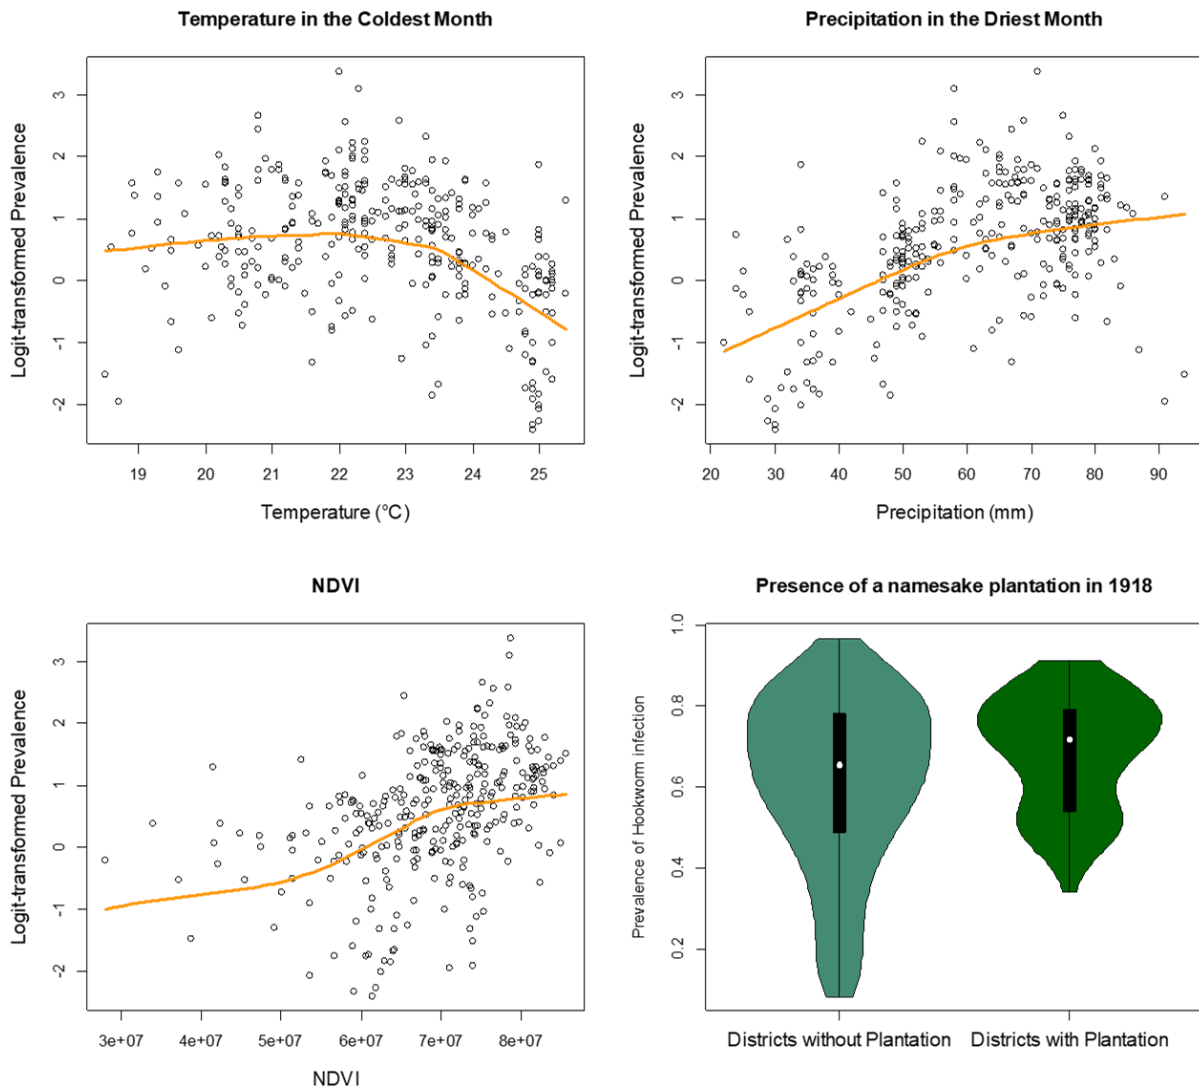 Temperature in the Coldest Month
Logit-transformed Prevalence
3
2
1
0
-1
-2
19 20 21 22 23 24 25
Temperature (°C)
Precipitation in the Driest Month
Logit-transformed Prevalence
3
2
1
0
-1
-2
20 30 40 50 60 70 80 90
Precipitation (mm)
NDVI
Logit-transformed Prevalence
3
2
1
0
-1
-2
3e+07 4e+07 5e+07 6e+07 7e+07 8e+07
NDVI
Presence of a namesake plantation in 1918
Prevalence of Hookworm infection
1.0
0.8
0.6
0.4
0.2
Districts without Plantation Districts with Plantation